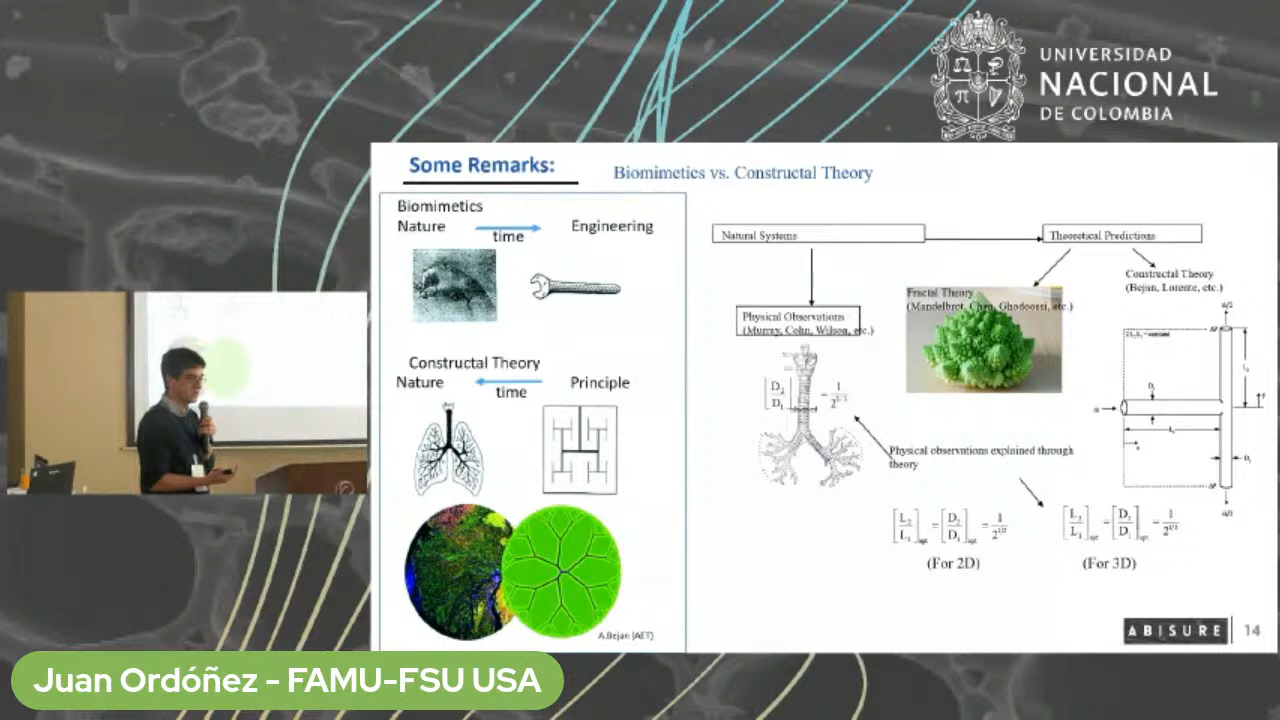 UNIVERSIDAD
NACIONAL
DE COLOMBIA
Some Remarks:
Biomimetics vs. Constructal Theory
Biomimetics
Nature
time
Engineering
Constructal Theory
Nature
time
Principle
A.Bejan (AET)
Natural Systems
Theoretical Predictions
Constructal Theory
(Bejan, Lorente, etc.)
Fractal Theory
(Mandelbrot, Chen, Ghodoossi, etc.)
Physical Observations
(Murray, Cohn, Wilson, etc.)
Physical observations explained through
theory
(For 2D)
(For 3D)
ABISURE
14
Juan Ordóñez - FAMU-FSU USA